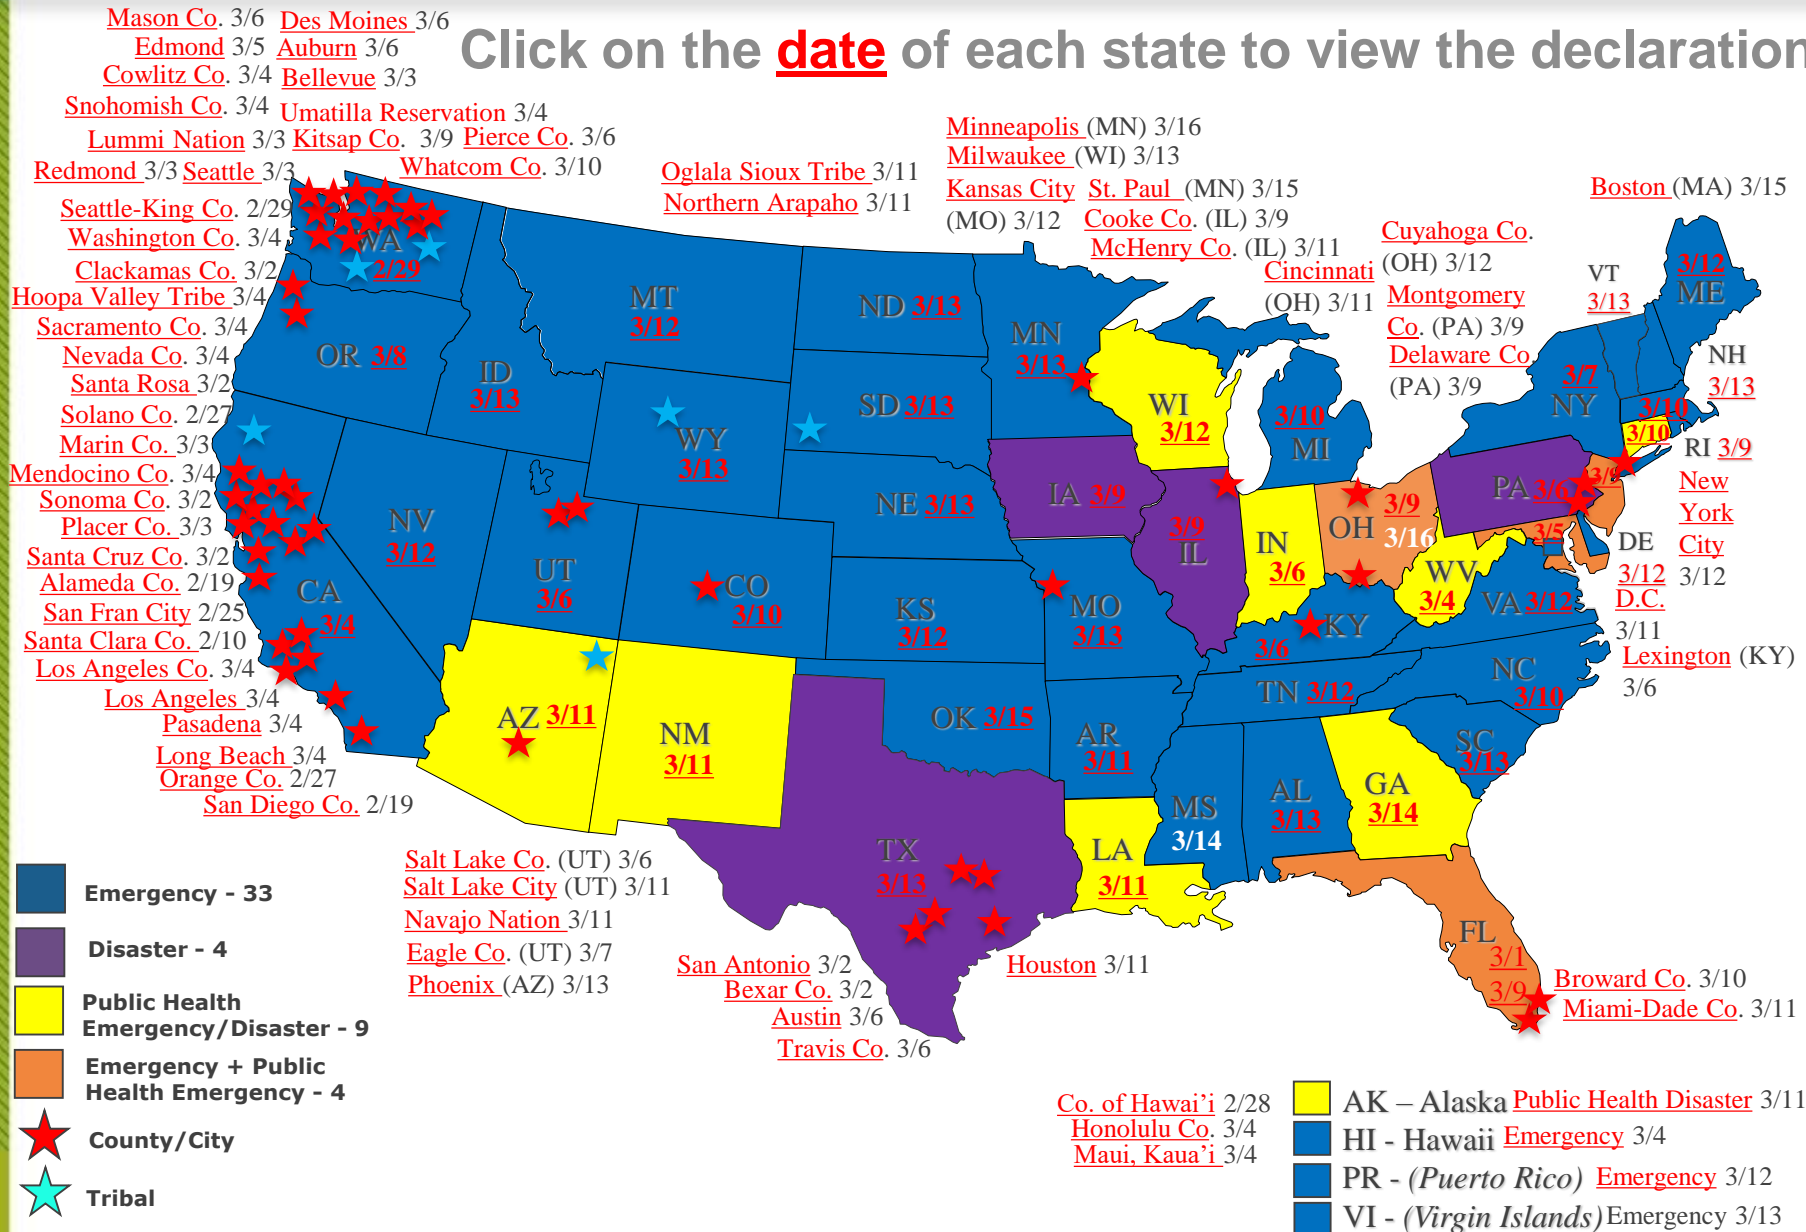 Click on the date of each state to view the declaration
Mason Co. 3/6 Des Moines 3/6
Edmond 3/5 Auburn 3/6
Cowlitz Co. 3/4 Bellevue 3/3
Snohomish Co. 3/4 Umatilla Reservation 3/4
Lummi Nation 3/3 Kitsap Co. 3/9 Pierce Co. 3/6
Redmond 3/3 Seattle 3/3 Whatcom Co. 3/10
Seattle-King Co. 2/29
Washington Co. 3/4
Clackamas Co. 3/2
Hoopa Valley Tribe 3/4
Sacramento Co. 3/4
Nevada Co. 3/4
Santa Rosa 3/2
Solano Co. 2/27
Marin Co. 3/3
Mendocino Co. 3/4
Sonoma Co. 3/2
Placer Co. 3/3
Santa Cruz Co. 3/2
Alameda Co. 2/19
San Fran City 2/25
Santa Clara Co. 2/10
Los Angeles Co. 3/4
Los Angeles 3/4
Pasadena 3/4
Long Beach 3/4
Orange Co. 2/27
San Diego Co. 2/19
Oglala Sioux Tribe 3/11
Northern Arapaho 3/11
Minneapolis (MN) 3/16
Milwaukee (WI) 3/13
Kansas City St. Paul (MN) 3/15
(MO) 3/12 Cooke Co. (IL) 3/9
McHenry Co. (IL) 3/11
Cincinnati
(OH) 3/11
Cuyahoga Co.
(OH) 3/12
Montgomery
Co. (PA) 3/9
Delaware Co.
(PA) 3/9
Boston (MA) 3/15
VT
3/13
3/12
ME
NH
3/13
RI 3/9
New
York
City
3/12
DE
3/12
D.C.
3/11
Lexington (KY)
3/6
WA
2/29
OR 3/8
ID
3/13
MT
3/12
ND 3/13
SD 3/13
MN
3/13
WI
3/12
3/10
MI
3/7
NY
3/10
3/10
WY
3/13
NE 3/13
IA 3/9
3/9
IL
IN
3/6
3/9
OH 3/16
PA 3/6
3/9
3/5
NV
3/12
UT
3/6
CO
3/10
KS
3/12
MO
3/13
KY
3/6
WV
3/4
VA 3/12
CA
3/4
AZ 3/11
NM
3/11
OK 3/15
AR
3/11
TN 3/12
NC
3/10
SC
3/13
MS
3/14
AL
3/13
GA
3/14
TX
3/13
LA
3/11
FL
3/1
3/9
Broward Co. 3/10
Miami-Dade Co. 3/11
Salt Lake Co. (UT) 3/6
Salt Lake City (UT) 3/11
Navajo Nation 3/11
Eagle Co. (UT) 3/7
Phoenix (AZ) 3/13
San Antonio 3/2
Bexar Co. 3/2
Austin 3/6
Travis Co. 3/6
Houston 3/11
Emergency - 33
Disaster - 4
Public Health
Emergency/Disaster - 9
Emergency + Public
Health Emergency - 4
County/City
Tribal
Co. of Hawai'i 2/28
Honolulu Co. 3/4
Maui, Kaua'i 3/4
AK – Alaska Public Health Disaster 3/11
HI - Hawaii Emergency 3/4
PR - (Puerto Rico) Emergency 3/12
VI - (Virgin Islands) Emergency 3/13